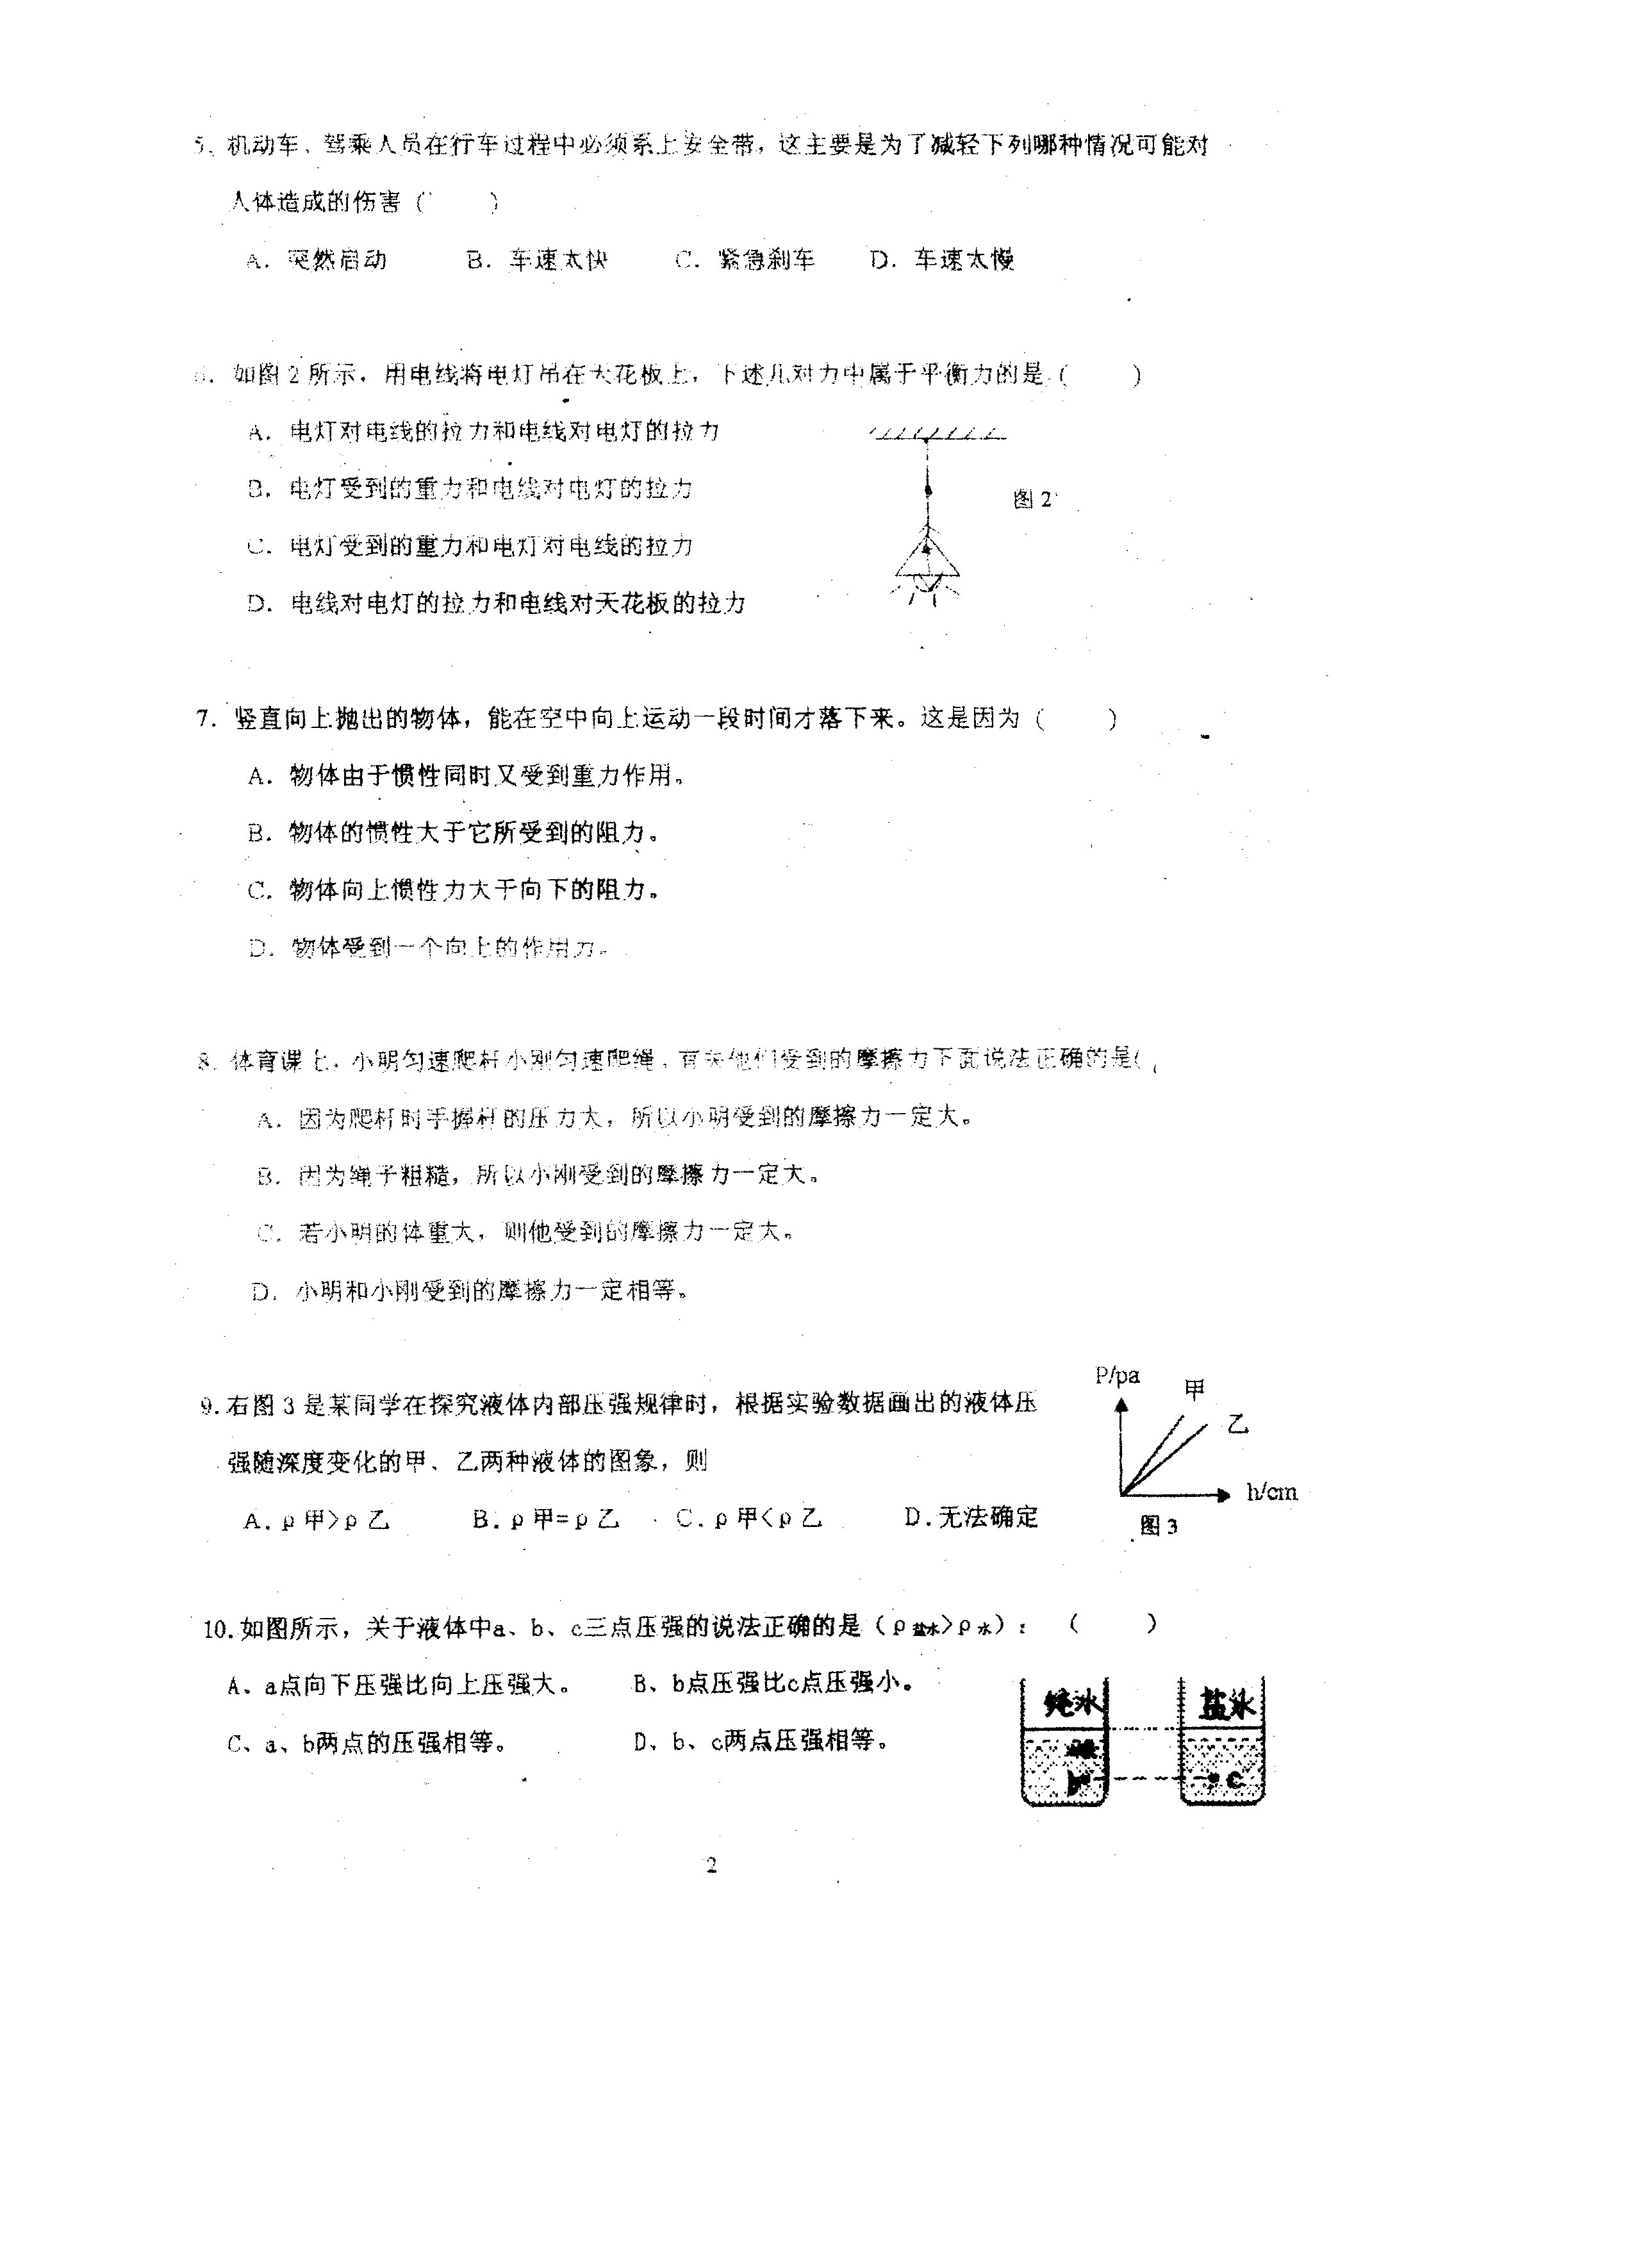 5. 机动车、驾乘人员在行车过程中必须系上安全带，这主要是为了减轻下列哪种情况可能对
人体造成的伤害（ ）
A. 突然启动 B. 车速太快 C. 紧急刹车 D. 车速太慢
6. 如图2所示，用电线将电灯吊在天花板上，下述几对力中属于平衡力的是（ ）
A. 电灯对电线的拉力和电线对电灯的拉力
B. 电灯受到的重力和电线对电灯的拉力
图2
C. 电灯受到的重力和电灯对电线的拉力
D. 电线对电灯的拉力和电线对天花板的拉力
7. 竖直向上抛出的物体，能在空中向上运动一段时间才落下来。这是因为（ ）
A. 物体由于惯性同时又受到重力作用。
B. 物体的惯性大于它所受到的阻力。
C. 物体向上惯性力大于向下的阻力。
D. 物体受到一个向上的作用力。
8. 体育课上，小明匀速爬杆小刚匀速爬绳，有关他们受到的摩擦力下面说法正确的是(
A. 因为爬杆时手握杆的压力大，所以小明受到的摩擦力一定大。
B. 因为绳子粗糙，所以小刚受到的摩擦力一定大。
C. 若小明的体重大，则他受到的摩擦力一定大。
D. 小明和小刚受到的摩擦力一定相等。
P/pa
甲
乙
h/cm
图3
9.右图3是某同学在探究液体内部压强规律时，根据实验数据画出的液体压
强随深度变化的甲、乙两种液体的图象，则
A.ρ甲>ρ乙 B.ρ甲=ρ乙 C.ρ甲<ρ乙 D.无法确定
10.如图所示，关于液体中a、b、c三点压强的说法正确的是（ρ盐水>ρ水）：（ ）
A、a点向下压强比向上压强大。 B、b点压强比c点压强小。
C、a、b两点的压强相等。 D、b、c两点压强相等。
纯水 盐水
b c
2